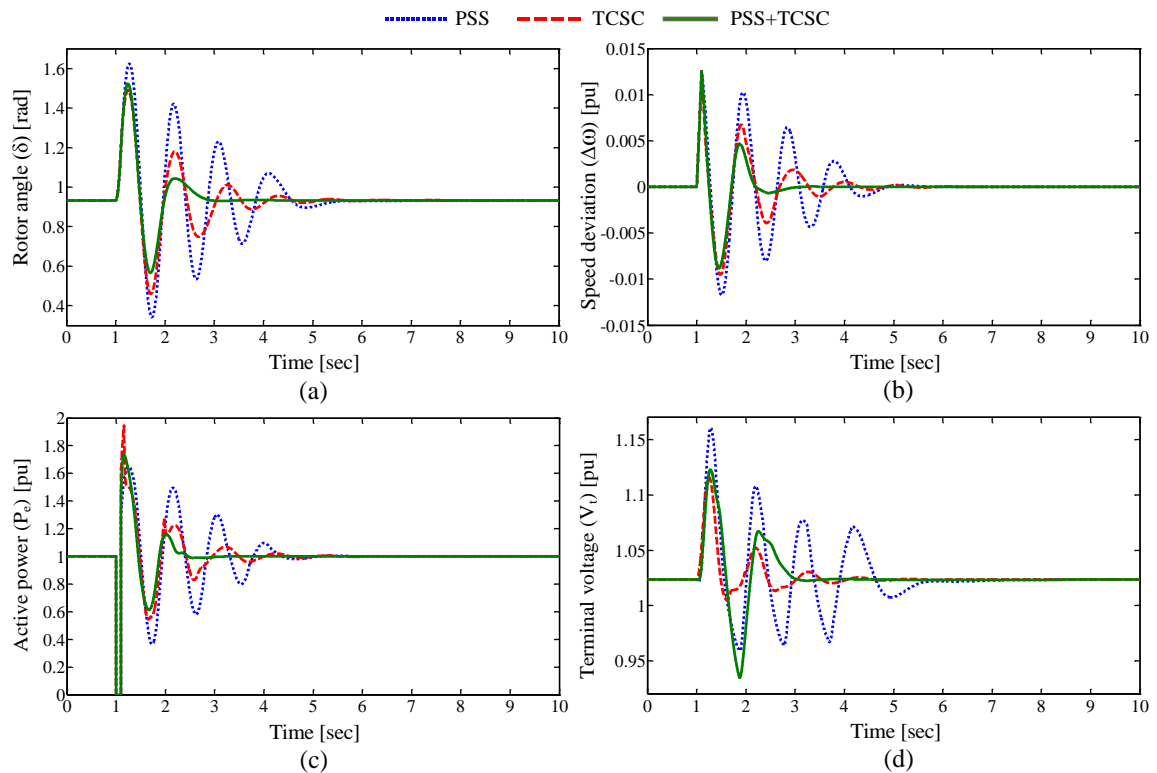 PSS TCSC PSS+TCSC
Rotor angle (δ) [rad]
1.6
1.4
1.2
1
0.8
0.6
0.4
0 1 2 3 4 5 6 7 8 9 10
Time [sec]
(a)
Speed deviation (Δω) [pu]
0.015
0.01
0.005
0
-0.005
-0.01
-0.015
0 1 2 3 4 5 6 7 8 9 10
Time [sec]
(b)
Active power (Pe) [pu]
2
1.8
1.6
1.4
1.2
1
0.8
0.6
0.4
0.2
0
0 1 2 3 4 5 6 7 8 9 10
Time [sec]
(c)
Terminal voltage (Vt) [pu]
1.15
1.1
1.05
1
0.95
0 1 2 3 4 5 6 7 8 9 10
Time [sec]
(d)